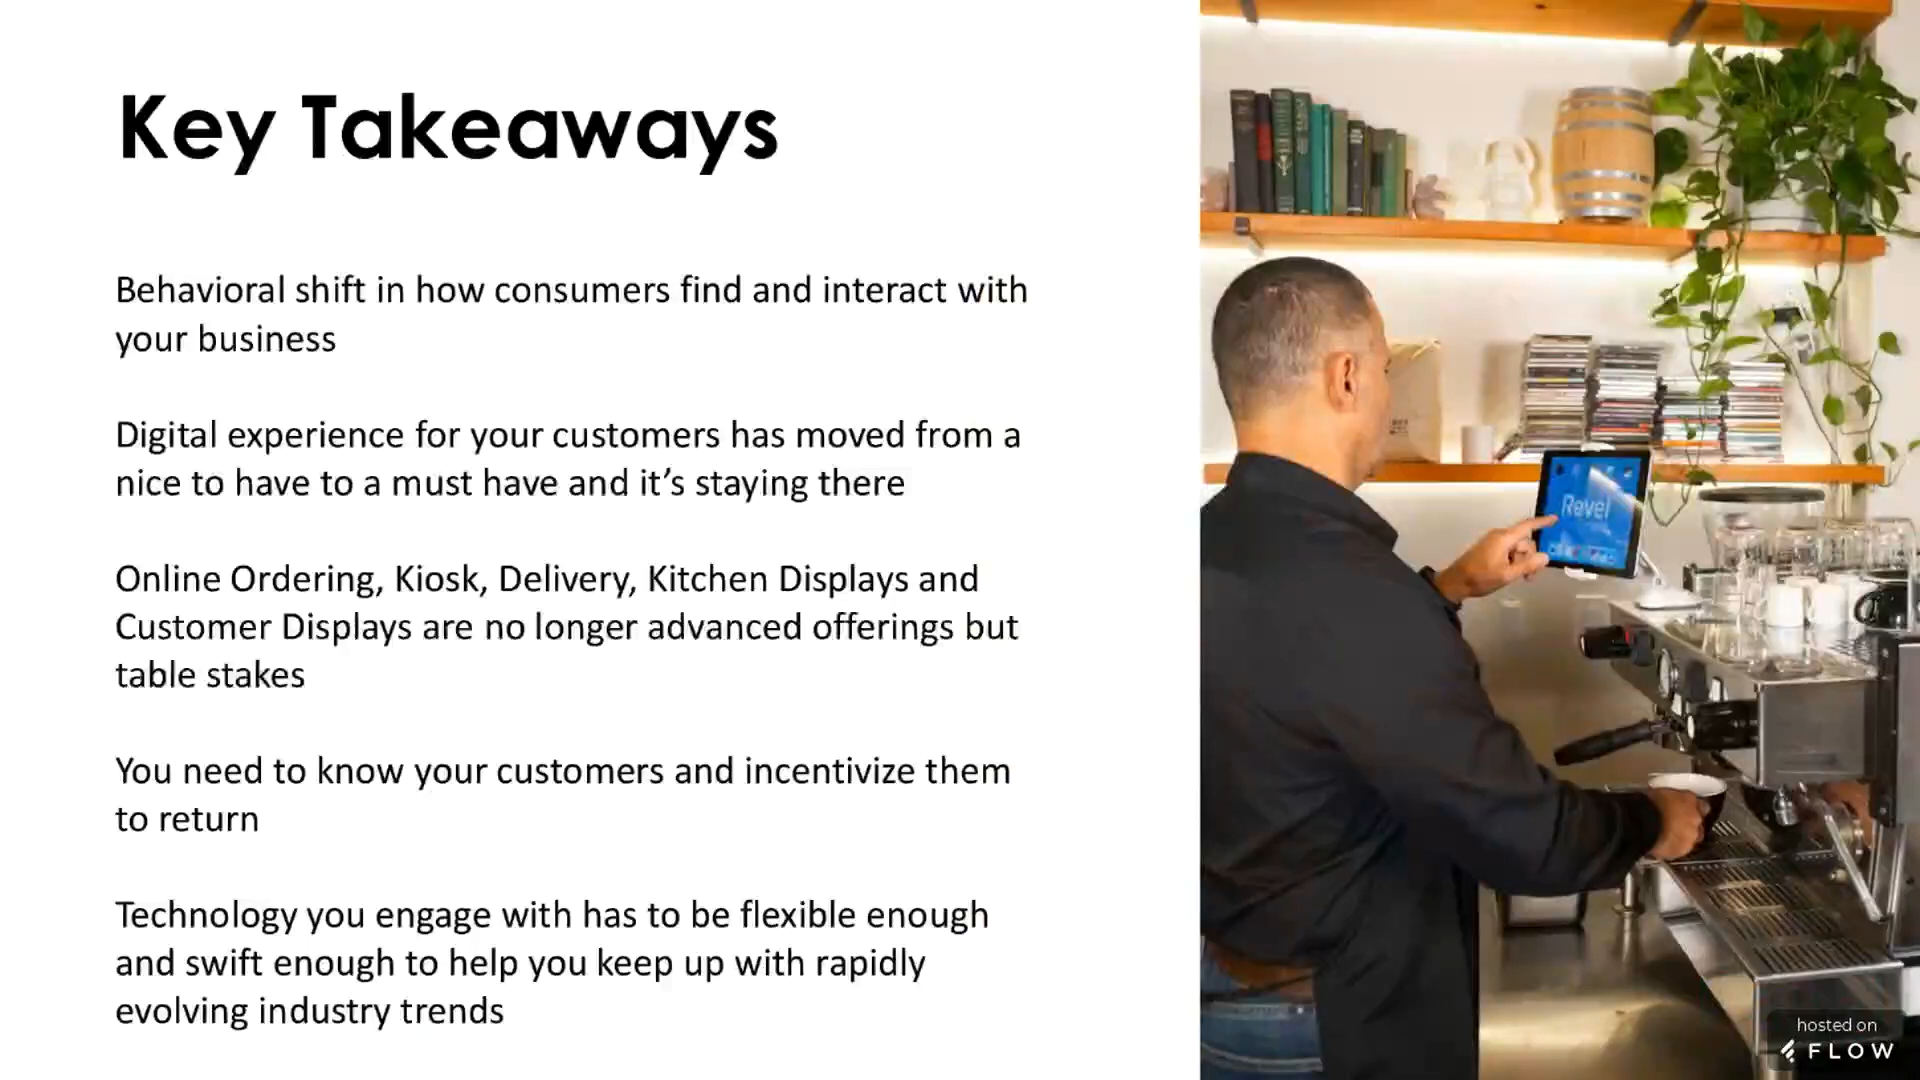 Key Takeaways
Behavioral shift in how consumers find and interact with
your business
Digital experience for your customers has moved from a
nice to have to a must have and it’s staying there
Online Ordering, Kiosk, Delivery, Kitchen Displays and
Customer Displays are no longer advanced offerings but
table stakes
You need to know your customers and incentivize them
to return
Technology you engage with has to be flexible enough
and swift enough to help you keep up with rapidly
evolving industry trends
Revel
hosted on
FLOW